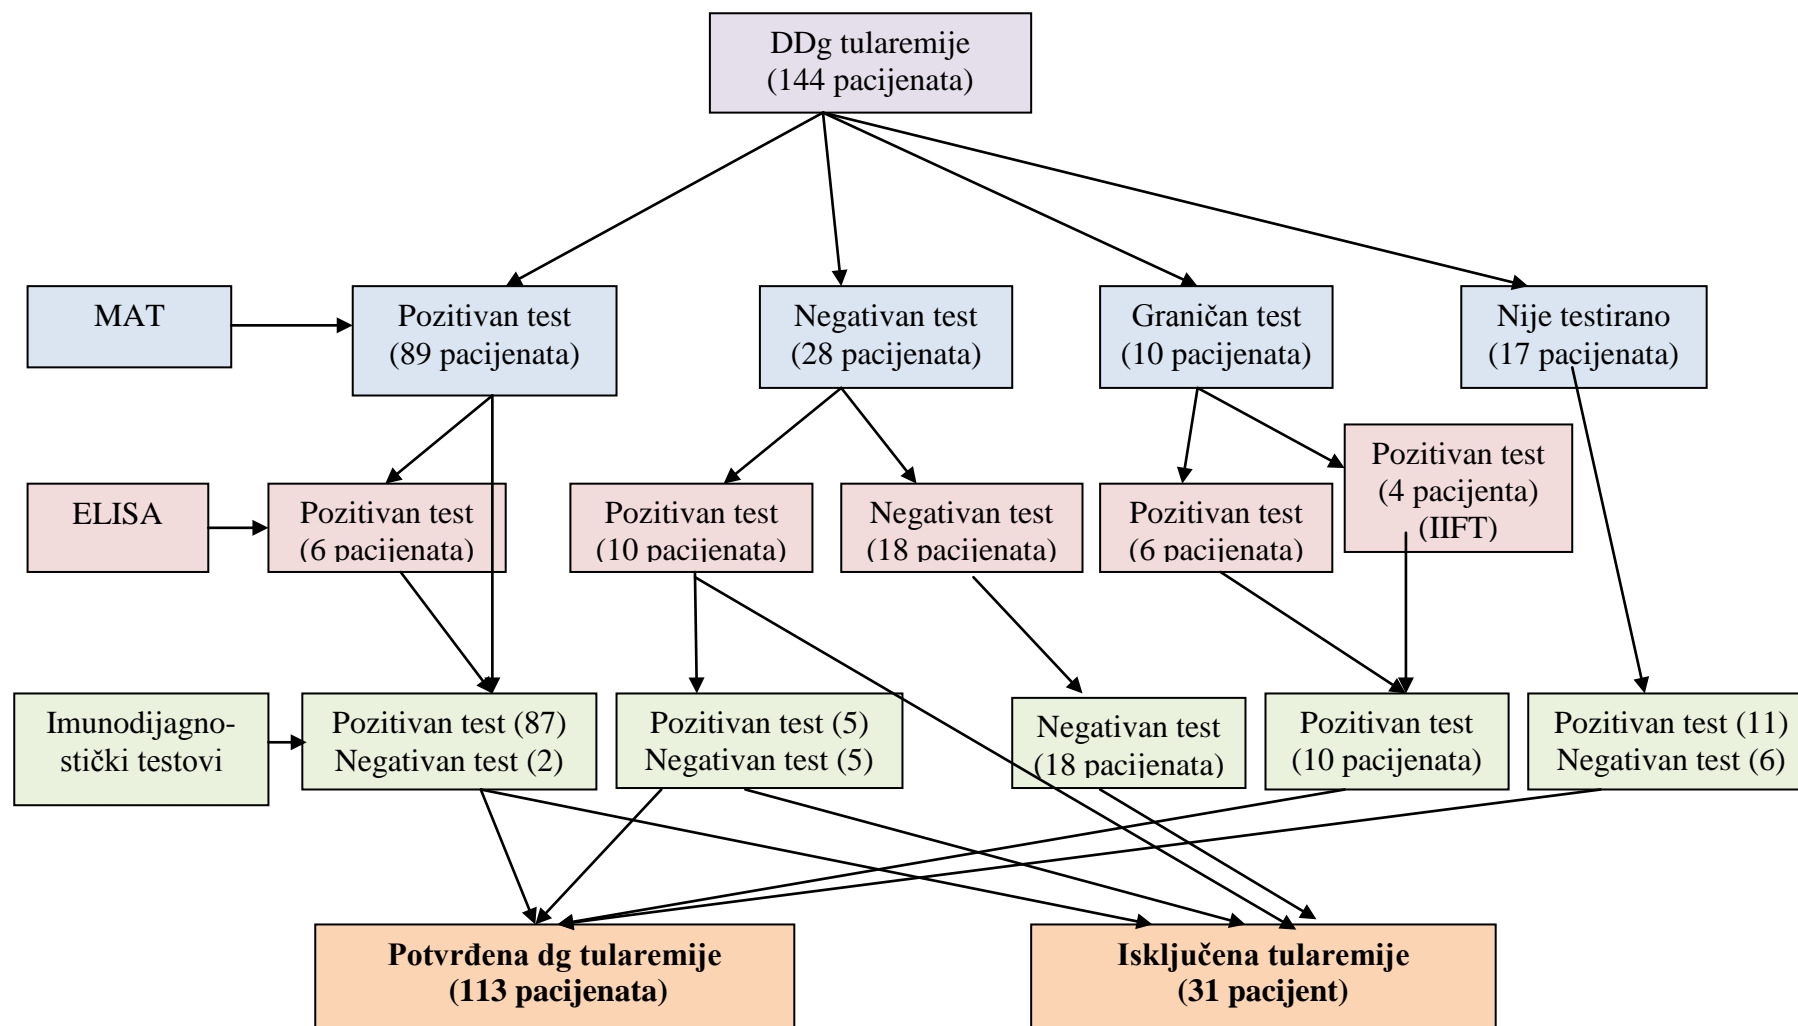 DDg tularemije
(144 pacijenata)
MAT
Pozitivan test
(89 pacijenata)
Negativan test
(28 pacijenata)
Graničan test
(10 pacijenata)
Nije testirano
(17 pacijenata)
ELISA
Pozitivan test
(6 pacijenata)
Pozitivan test
(10 pacijenata)
Negativan test
(18 pacijenata)
Pozitivan test
(6 pacijenata)
Pozitivan test
(4 pacijenta)
(IIFT)
Imunodijagno-
stički testovi
Pozitivan test (87)
Negativan test (2)
Pozitivan test (5)
Negativan test (5)
Negativan test
(18 pacijenata)
Pozitivan test
(10 pacijenata)
Pozitivan test (11)
Negativan test (6)
Potvrđena dg tularemije
(113 pacijenata)
Isključena tularemije
(31 pacijent)